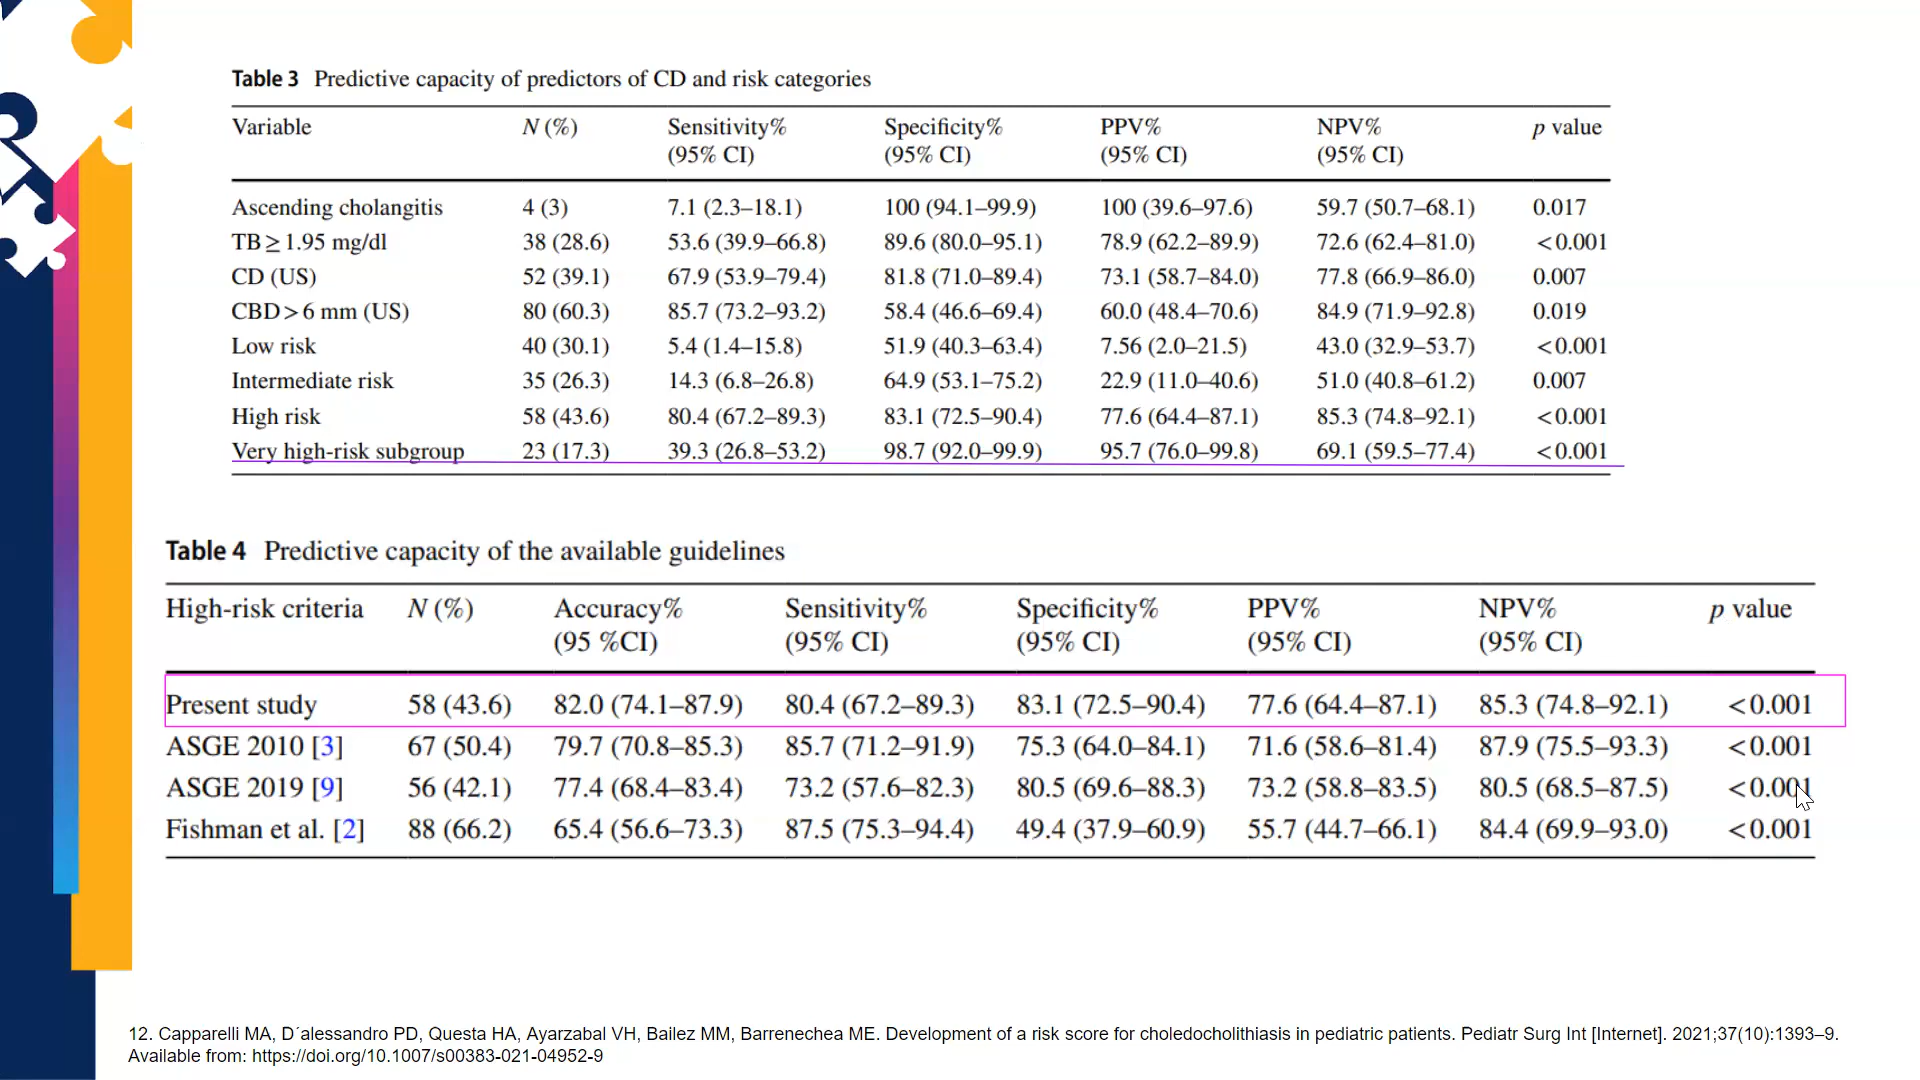 Table 3 Predictive capacity of predictors of CD and risk categories
Variable N (%) Sensitivity% (95% CI) Specificity% (95% CI) PPV% (95% CI) NPV% (95% CI) p value
Ascending cholangitis 4 (3) 7.1 (2.3–18.1) 100 (94.1–99.9) 100 (39.6–97.6) 59.7 (50.7–68.1) 0.017
TB ≥ 1.95 mg/dl 38 (28.6) 53.6 (39.9–66.8) 89.6 (80.0–95.1) 78.9 (62.2–89.9) 72.6 (62.4–81.0) <0.001
CD (US) 52 (39.1) 67.9 (53.9–79.4) 81.8 (71.0–89.4) 73.1 (58.7–84.0) 77.8 (66.9–86.0) 0.007
CBD > 6 mm (US) 80 (60.3) 85.7 (73.2–93.2) 58.4 (46.6–69.4) 60.0 (48.4–70.6) 84.9 (71.9–92.8) 0.019
Low risk 40 (30.1) 5.4 (1.4–15.8) 51.9 (40.3–63.4) 7.56 (2.0–21.5) 43.0 (32.9–53.7) <0.001
Intermediate risk 35 (26.3) 14.3 (6.8–26.8) 64.9 (53.1–75.2) 22.9 (11.0–40.6) 51.0 (40.8–61.2) 0.007
High risk 58 (43.6) 80.4 (67.2–89.3) 83.1 (72.5–90.4) 77.6 (64.4–87.1) 85.3 (74.8–92.1) <0.001
Very high-risk subgroup 23 (17.3) 39.3 (26.8–53.2) 98.7 (92.0–99.9) 95.7 (76.0–99.8) 69.1 (59.5–77.4) <0.001
Table 4 Predictive capacity of the available guidelines
High-risk criteria N (%) Accuracy% (95 %CI) Sensitivity% (95% CI) Specificity% (95% CI) PPV% (95% CI) NPV% (95% CI) p value
Present study 58 (43.6) 82.0 (74.1–87.9) 80.4 (67.2–89.3) 83.1 (72.5–90.4) 77.6 (64.4–87.1) 85.3 (74.8–92.1) <0.001
ASGE 2010 [3] 67 (50.4) 79.7 (70.8–85.3) 85.7 (71.2–91.9) 75.3 (64.0–84.1) 71.6 (58.6–81.4) 87.9 (75.5–93.3) <0.001
ASGE 2019 [9] 56 (42.1) 77.4 (68.4–83.4) 73.2 (57.6–82.3) 80.5 (69.6–88.3) 73.2 (58.8–83.5) 80.5 (68.5–87.5) <0.001
Fishman et al. [2] 88 (66.2) 65.4 (56.6–73.3) 87.5 (75.3–94.4) 49.4 (37.9–60.9) 55.7 (44.7–66.1) 84.4 (69.9–93.0) <0.001
12. Capparelli MA, D´alessandro PD, Questa HA, Ayarzabal VH, Bailez MM, Barrenechea ME. Development of a risk score for choledocholithiasis in pediatric patients. Pediatr Surg Int [Internet]. 2021;37(10):1393–9.
Available from: https://doi.org/10.1007/s00383-021-04952-9